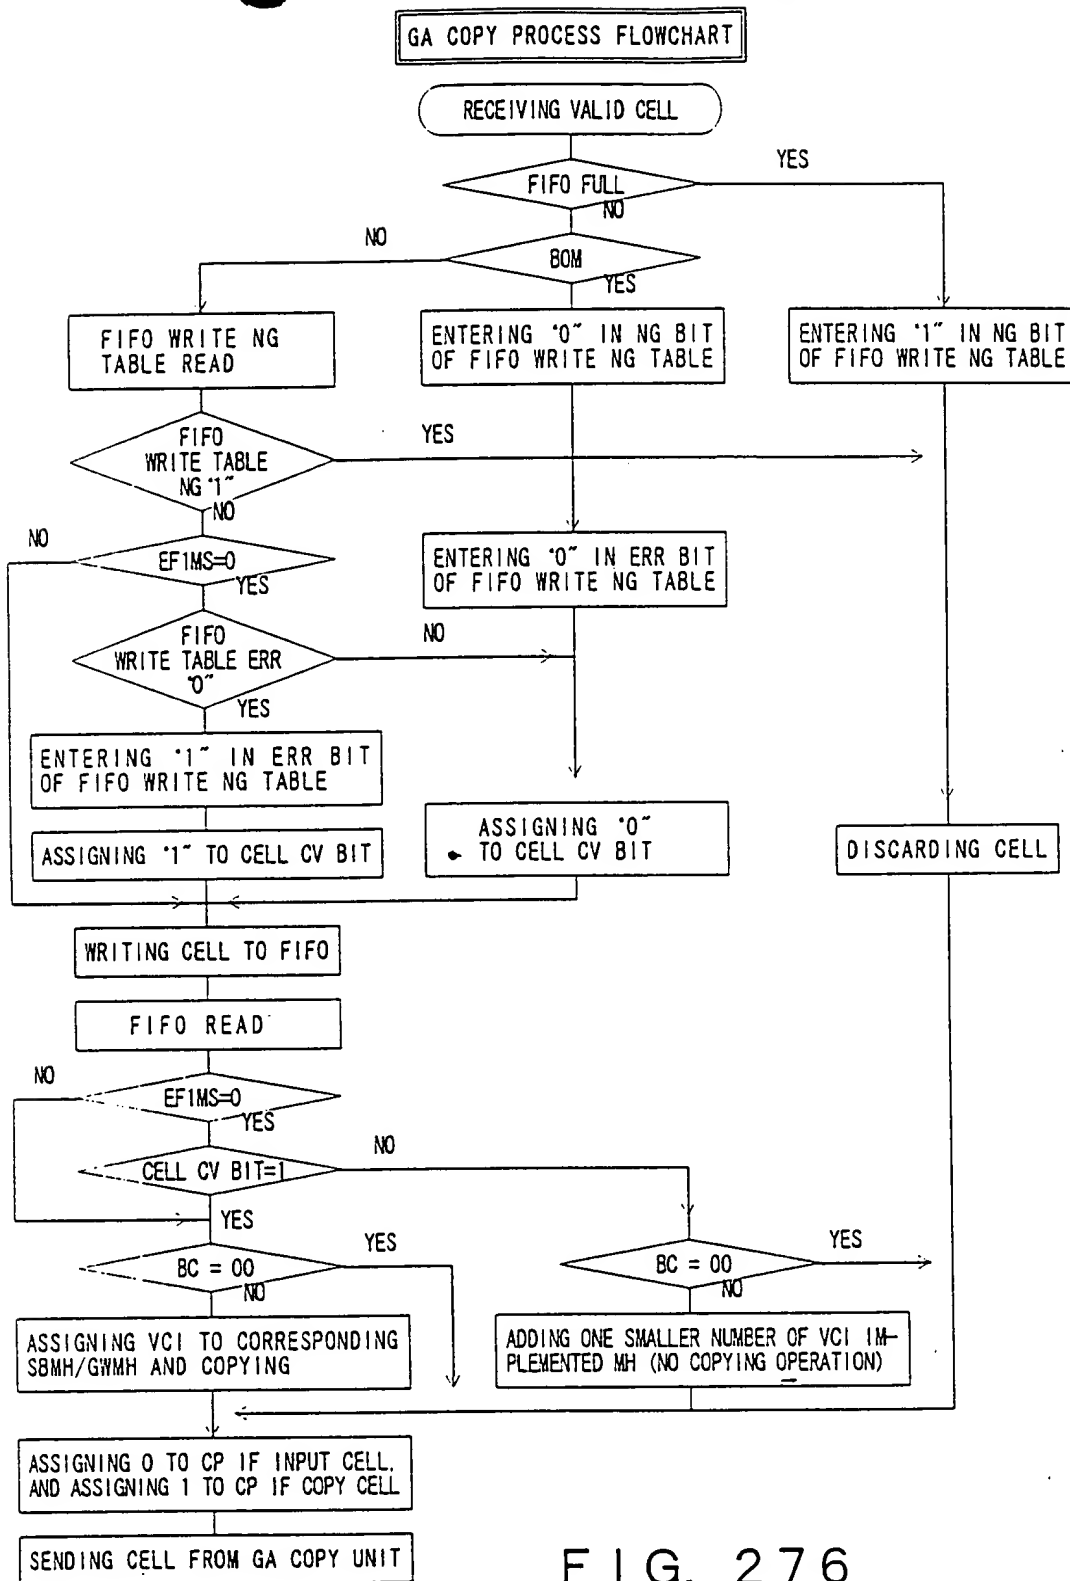 GA COPY PROCESS FLOWCHART
RECEIVING VALID CELL
YES
FIFO FULL
NO
NO
BOM
YES
FIFO WRITE NG
TABLE READ
ENTERING "0" IN NG BIT
OF FIFO WRITE NG TABLE
ENTERING "1" IN NG BIT
OF FIFO WRITE NG TABLE
FIFO
WRITE TABLE
NG "1"
YES
NO
NO
EF1MS=0
YES
ENTERING "0" IN ERR BIT
OF FIFO WRITE NG TABLE
FIFO
WRITE TABLE ERR
"0"
NO
YES
ENTERING "1" IN ERR BIT
OF FIFO WRITE NG TABLE
ASSIGNING "1" TO CELL CV BIT
ASSIGNING "0"
TO CELL CV BIT
DISCARDING CELL
WRITING CELL TO FIFO
FIFO READ
NO
EF1MS=0
YES
CELL CV BIT=1
NO
YES
BC = 00
YES
NO
BC = 00
YES
NO
ASSIGNING VCI TO CORRESPONDING
SBMH/GWMH AND COPYING
ADDING ONE SMALLER NUMBER OF VCI IM-
PLEMENTED MH (NO COPYING OPERATION)
ASSIGNING 0 TO CP IF INPUT CELL,
AND ASSIGNING 1 TO CP IF COPY CELL
SENDING CELL FROM GA COPY UNIT
FIG. 276